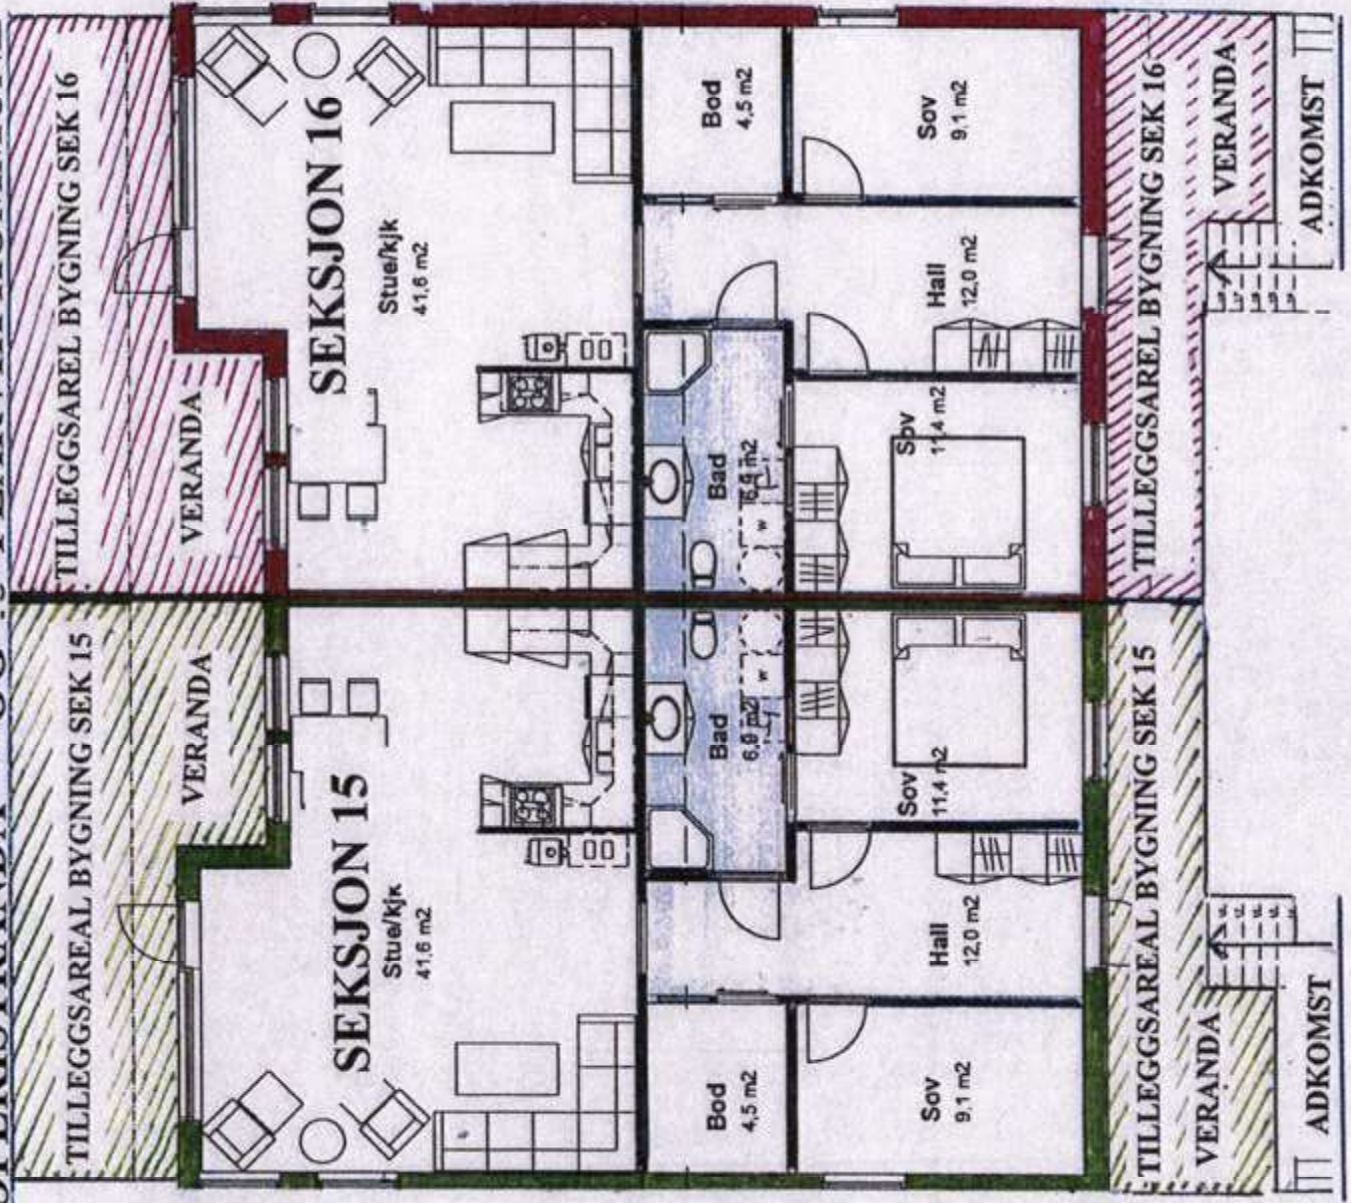 TILLEGGSAREAL BYGNING SEK 15
VERANDA
SEKSJON 15
Stue/kjk
41,6 m2
Bod
4,5 m2
Bad
Sov
11,4 m2
Hall
12,0 m2
Sov
9,1 m2
TILLEGGSAREAL BYGNING SEK 15
VERANDA
ADKOMST
TILLEGGSAREL BYGNING SEK 16
VERANDA
SEKSJON 16
Stue/kjk
41,6 m2
Bod
4,5 m2
Bad
Sov
11,4 m2
Hall
12,0 m2
Sov
9,1 m2
TILLEGGSAREL BYGNING SEK 16
VERANDA
ADKOMST
W
W